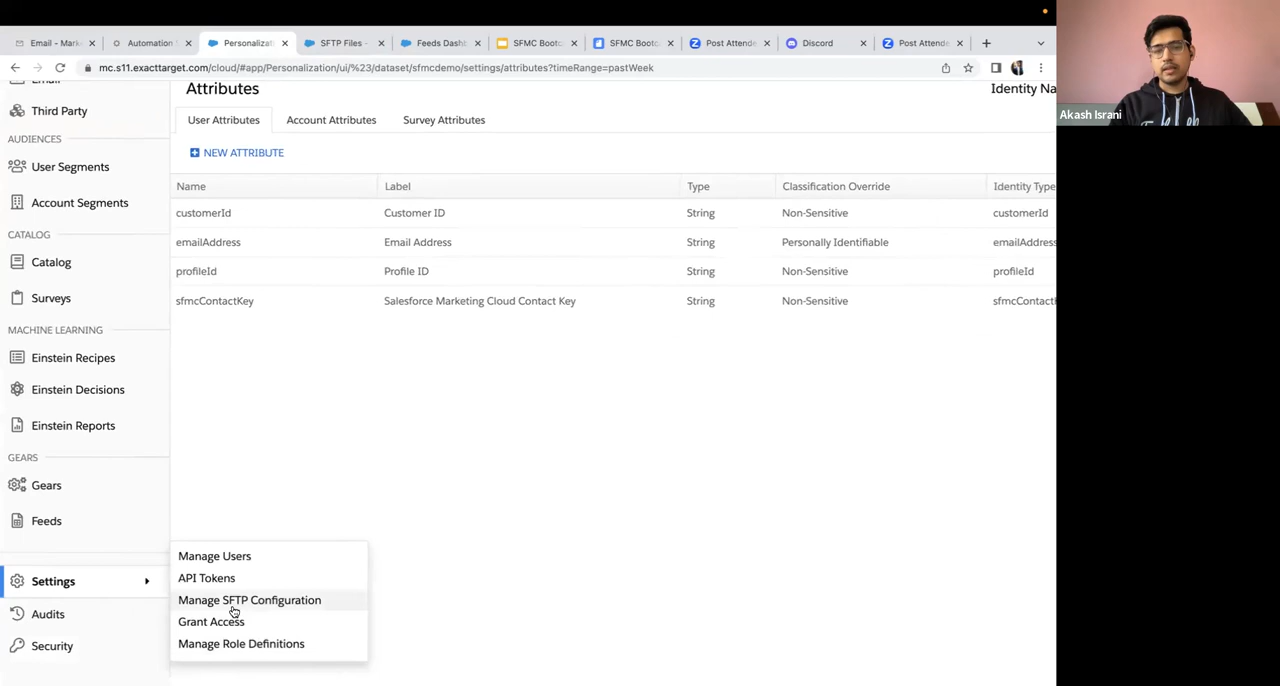 Email - Mark
Automation S
Personalizati
SFTP Files -
Feeds Dashb
SFMC Bootc
SFMC Bootc
Post Attende
Discord
Post Attende
mc.s11.exacttarget.com/cloud/#app/Personalization/ui/%23/dataset/sfmcdemo/settings/attributes?timeRange=pastWeek
Akash Israni
Third Party
AUDIENCES
User Segments
Account Segments
CATALOG
Catalog
Surveys
MACHINE LEARNING
Einstein Recipes
Einstein Decisions
Einstein Reports
GEARS
Gears
Feeds
Settings
Audits
Security
Attributes
Identity Na
User Attributes
Account Attributes
Survey Attributes
NEW ATTRIBUTE
Name Label Type Classification Override Identity Type
customerId Customer ID String Non-Sensitive customerId
emailAddress Email Address String Personally Identifiable emailAddress
profileId Profile ID String Non-Sensitive profileId
sfmcContactKey Salesforce Marketing Cloud Contact Key String Non-Sensitive sfmcContactK
Manage Users
API Tokens
Manage SFTP Configuration
Grant Access
Manage Role Definitions